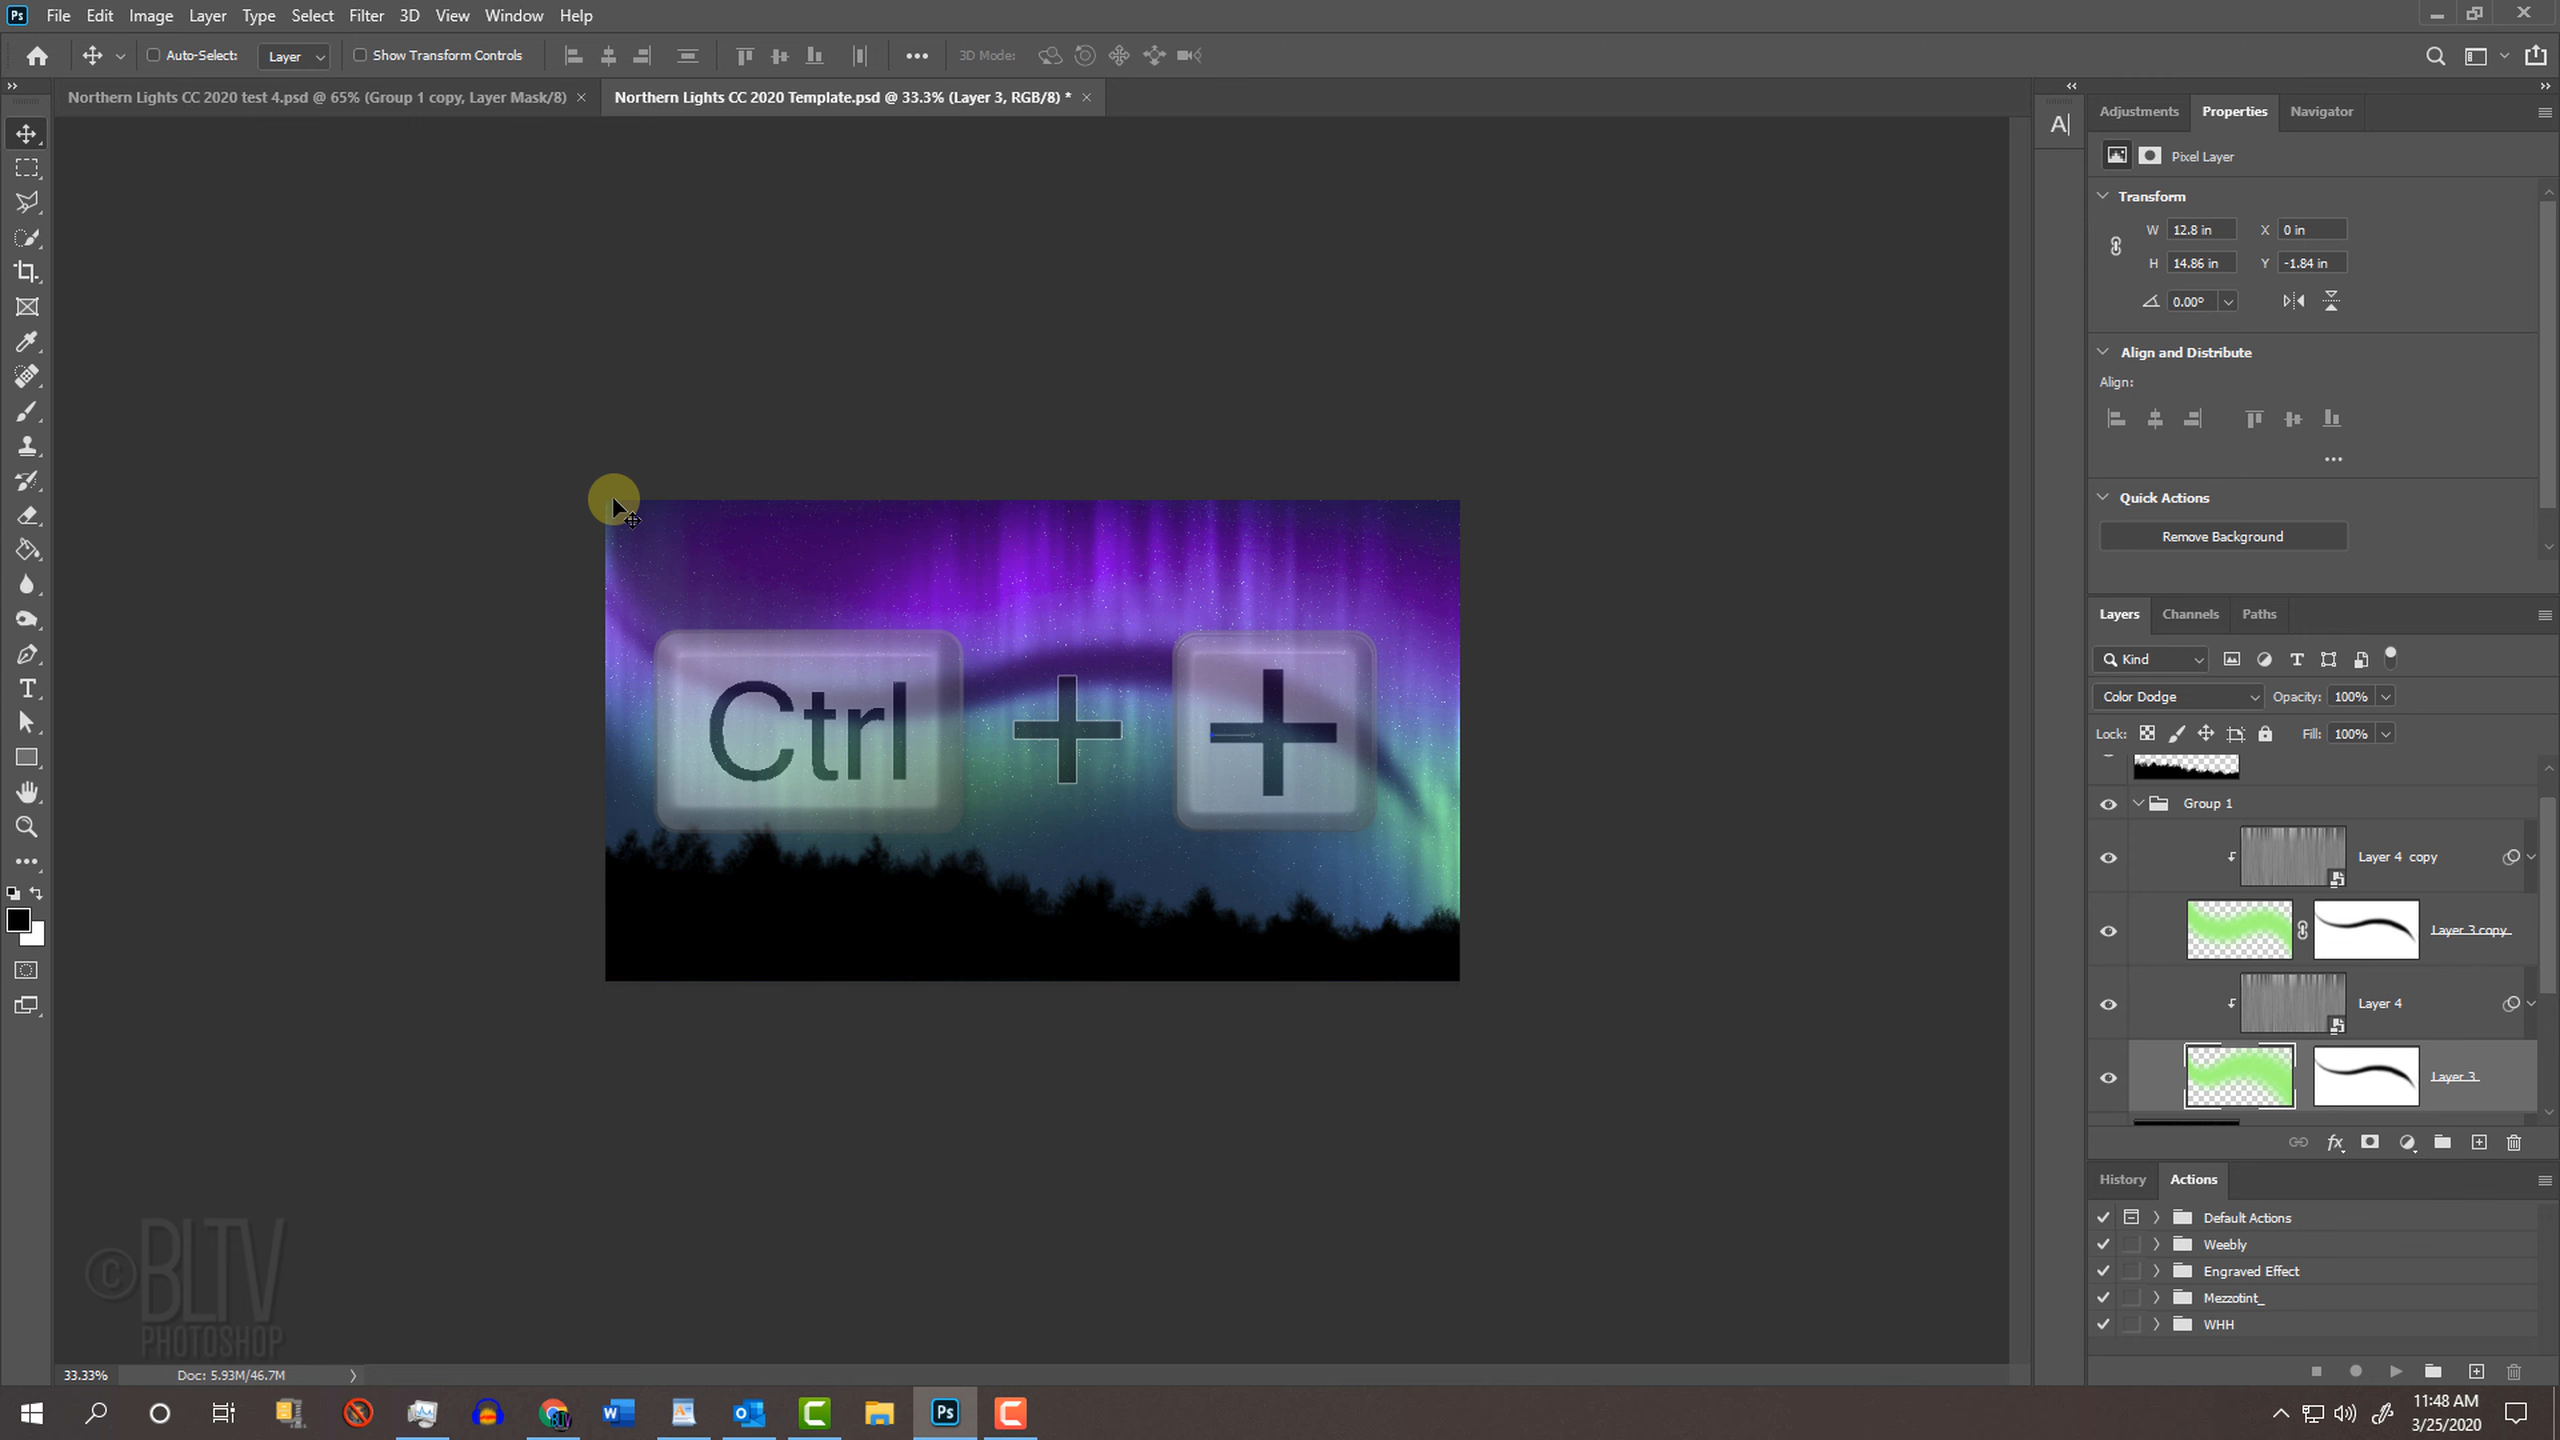 Ps File Edit Image Layer Type Select Filter 3D View Window Help
Auto-Select: Layer Show Transform Controls 3D Mode:
Northern Lights CC 2020 test 4.psd @ 65% (Group 1 copy, Layer Mask/8) × Northern Lights CC 2020 Template.psd @ 33.3% (Layer 3, RGB/8) * ×
Adjustments Properties Navigator
A|
Pixel Layer
Transform
W 12.8 in X 0 in
H 14.86 in Y -1.84 in
0.00°
Align and Distribute
Align:
Quick Actions
Remove Background
Layers Channels Paths
Kind
Color Dodge Opacity: 100%
Lock: Fill: 100%
Group 1
Layer 4 copy
Layer 3 copy
Layer 4
Layer 3
fx
Ctrl + +
History Actions
Default Actions
Weebly
Engraved Effect
Mezzotint_
WHH
©BLTV
PHOTOSHOP
33.33% Doc: 5.93M/46.7M
Ps
11:48 AM
3/25/2020